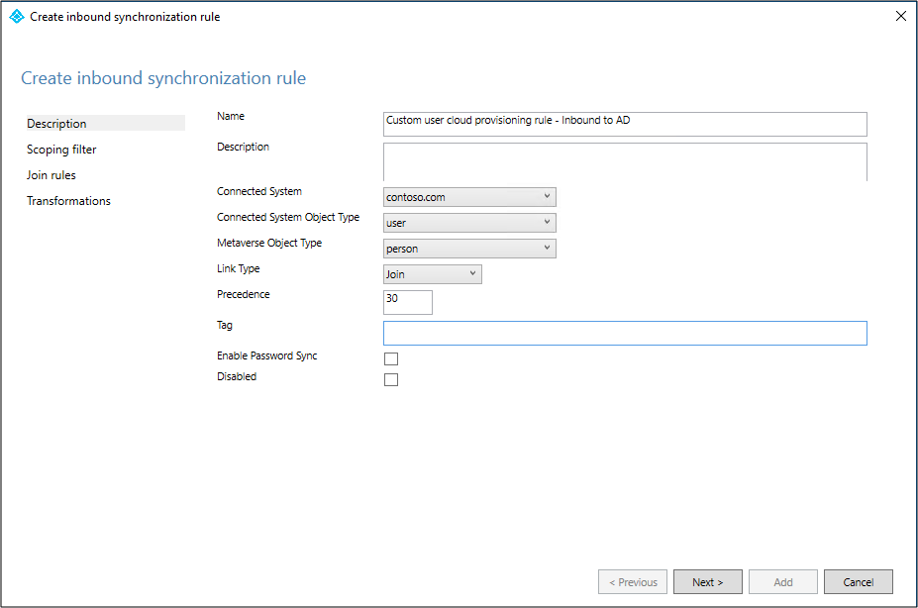 Create inbound synchronization rule
Create inbound synchronization rule
Description
Scoping filter
Join rules
Transformations
Name
Custom user cloud provisioning rule - Inbound to AD
Description
Connected System
contoso.com
Connected System Object Type
user
Metaverse Object Type
person
Link Type
Join
Precedence
30
Tag
Enable Password Sync
Disabled
< Previous
Next >
Add
Cancel